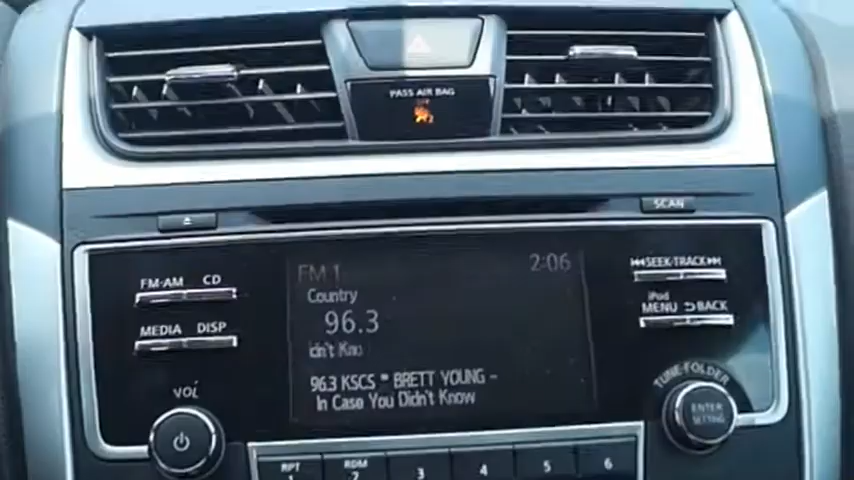 PASS AIR BAG
SCAN
FM·AM CD
MEDIA DISP
VOL
FM 1 2:06
Country
96.3
idn't Kno
96.3 KSCS * BRETT YOUNG -
In Case You Didn't Know
SEEK·TRACK
iPod
MENU BACK
TUNE·FOLDER
ENTER
SETTING
RPT RDM
1 2 3 4 5 6